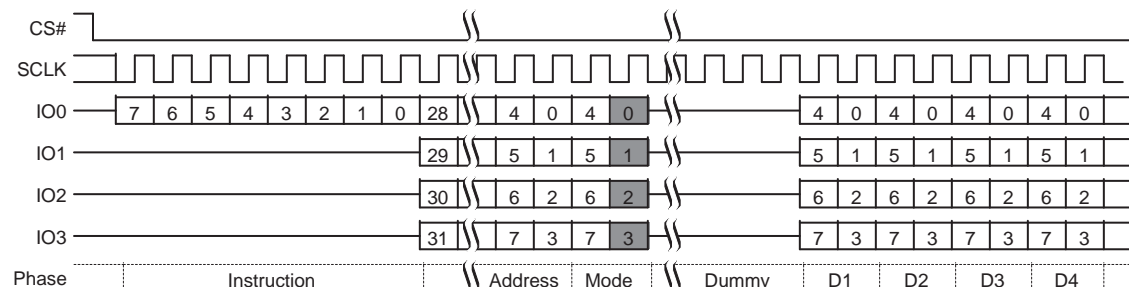 CS#
SCLK
IO0 7 6 5 4 3 2 1 0 28 4 0 4 0 4 0 4 0 4 0 4 0
IO1 29 5 1 5 1 5 1 5 1 5 1 5 1
IO2 30 6 2 6 2 6 2 6 2 6 2 6 2
IO3 31 7 3 7 3 7 3 7 3 7 3 7 3
Phase Instruction Address Mode Dummy D1 D2 D3 D4